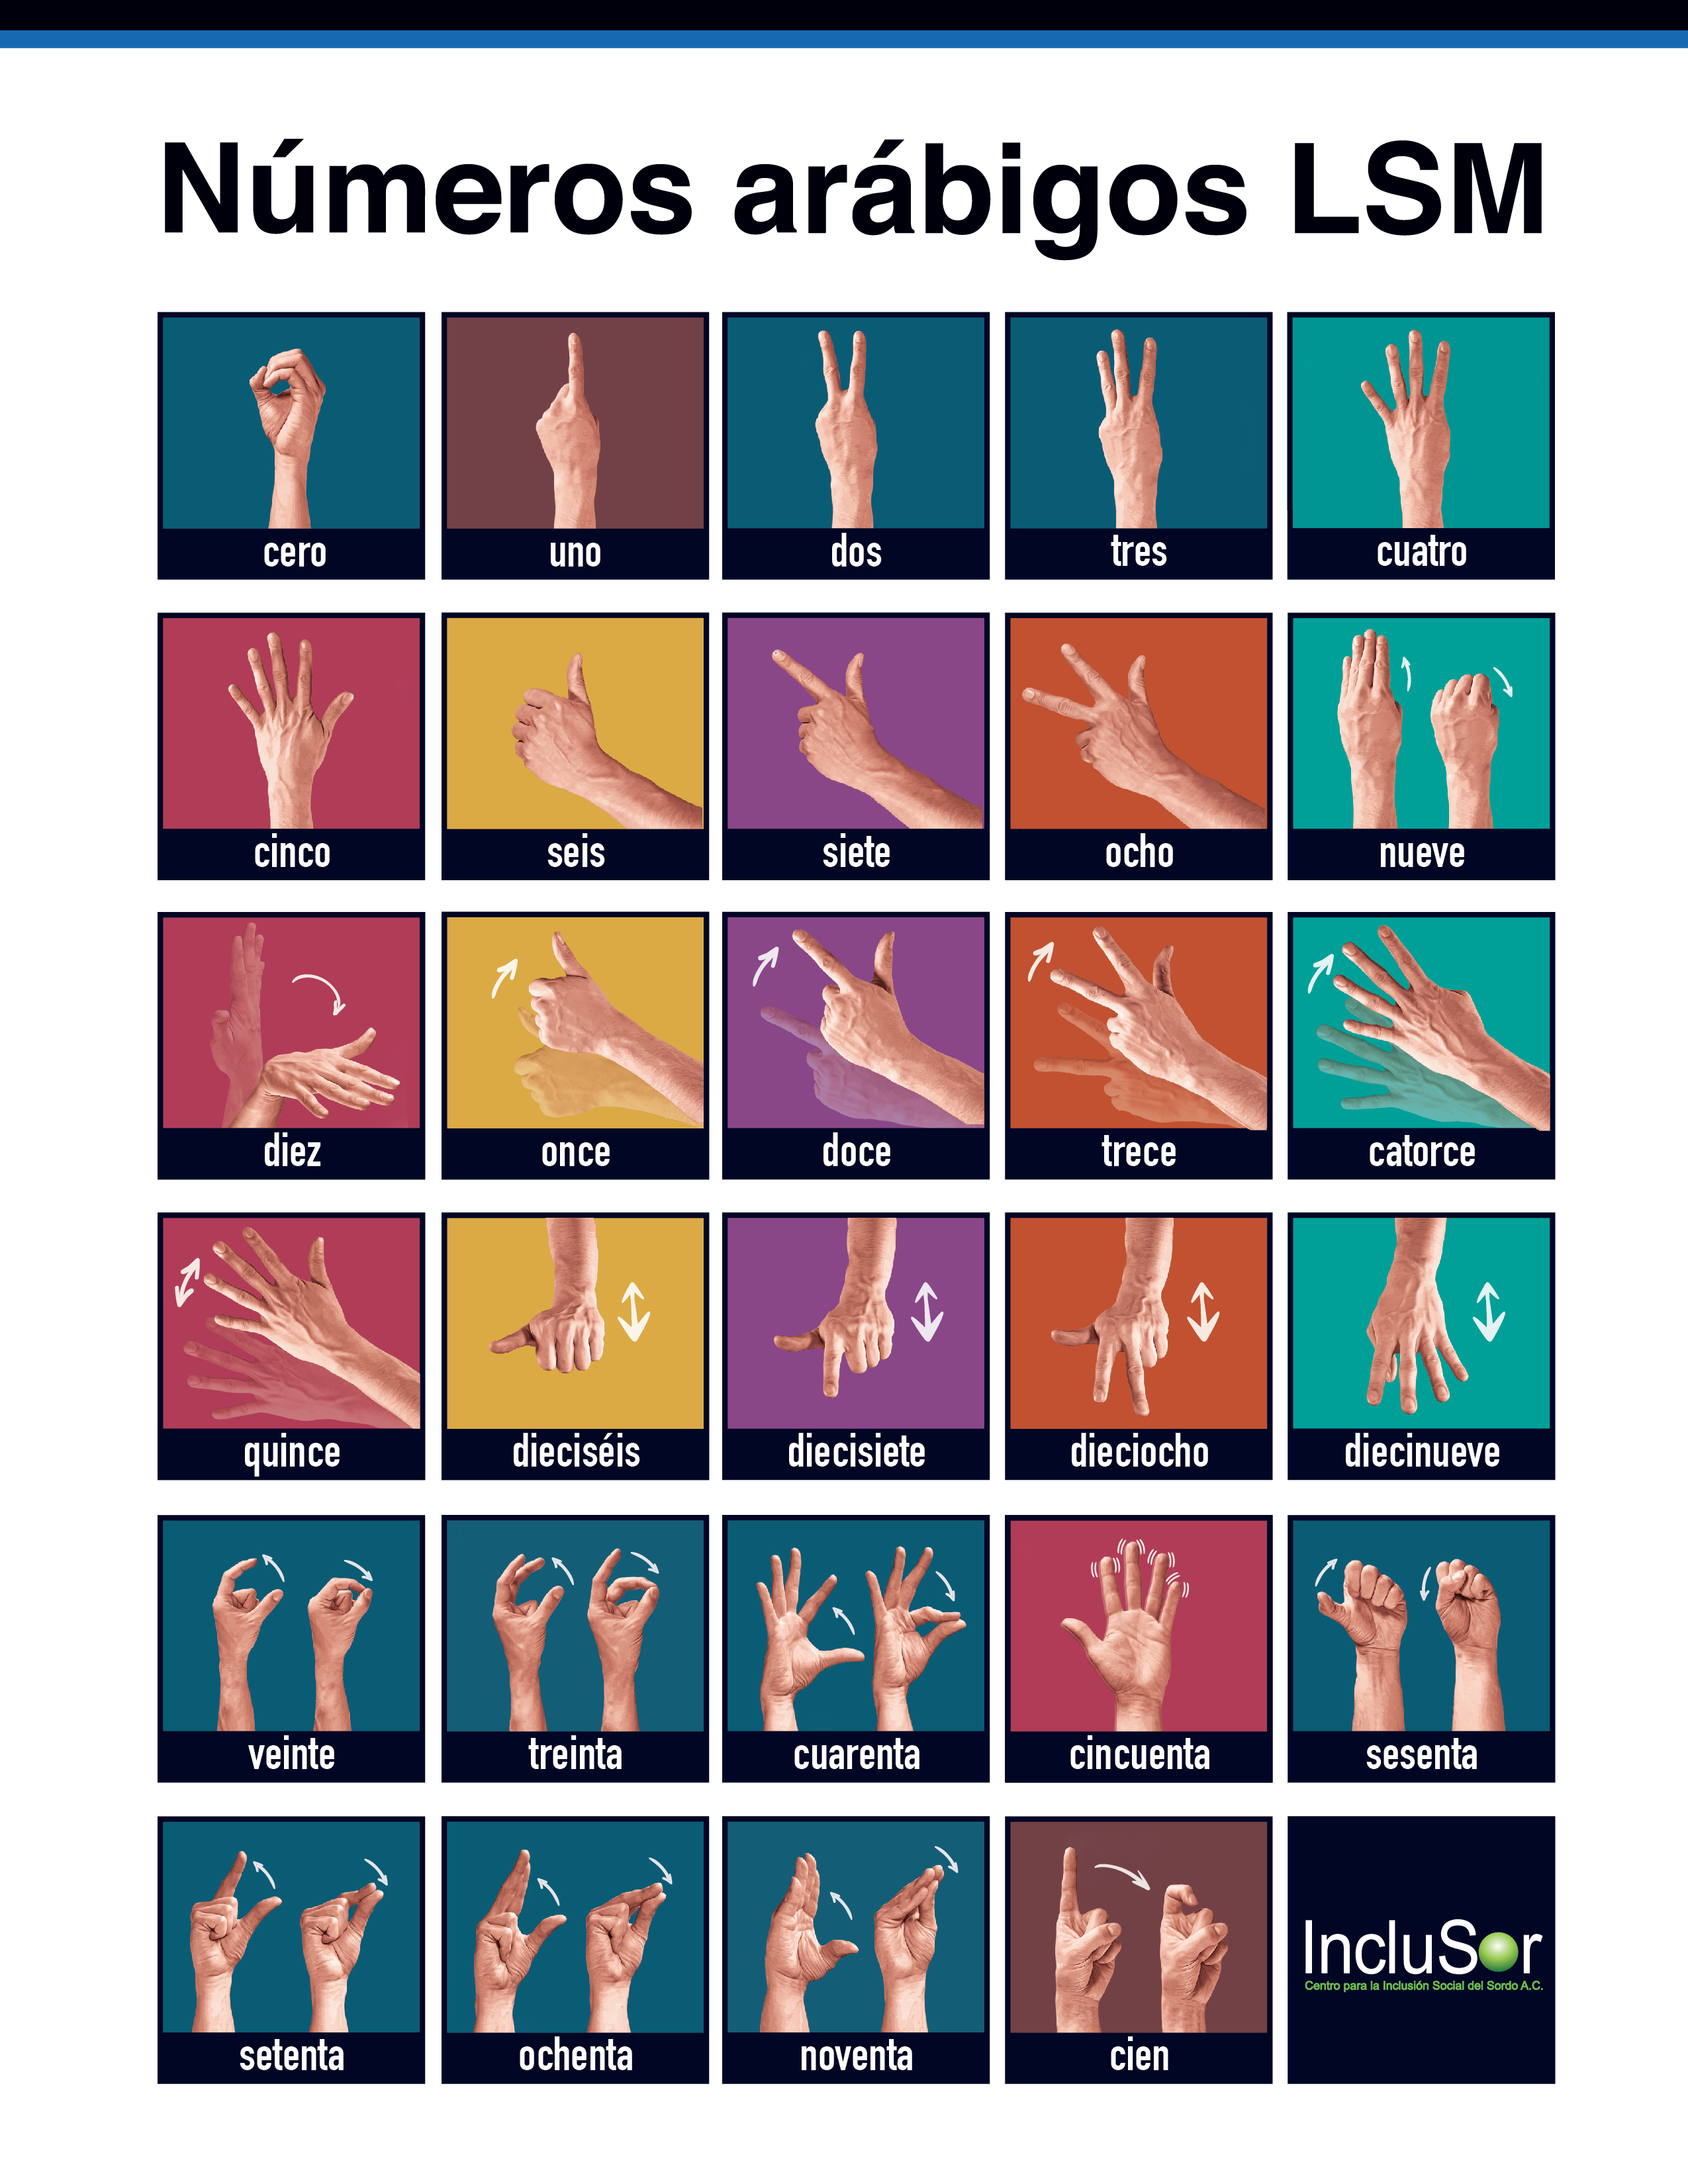 Números arábigos LSM
cero
uno
dos
tres
cuatro
cinco
seis
siete
ocho
nueve
diez
once
doce
trece
catorce
quince
dieciséis
diecisiete
dieciocho
diecinueve
veinte
treinta
cuarenta
cincuenta
sesenta
setenta
ochenta
noventa
cien
IncluSor
Centro para la Inclusión Social del Sordo A.C.